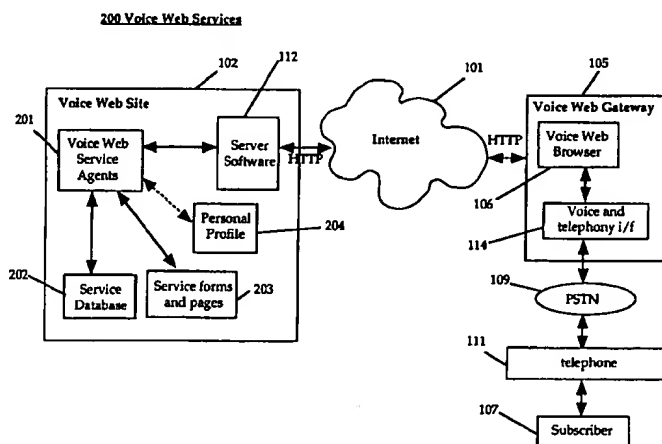 200 Voice Web Services
102
112
101
105
Voice Web Site
201
Voice Web
Service
Agents
Server
Software
HTTP
Internet
HTTP
Voice Web Gateway
Voice Web
Browser
106
Personal
Profile
204
Voice and
telephony i/f
114
202
Service
Database
Service forms
and pages
203
109
PSTN
111
telephone
107
Subscriber